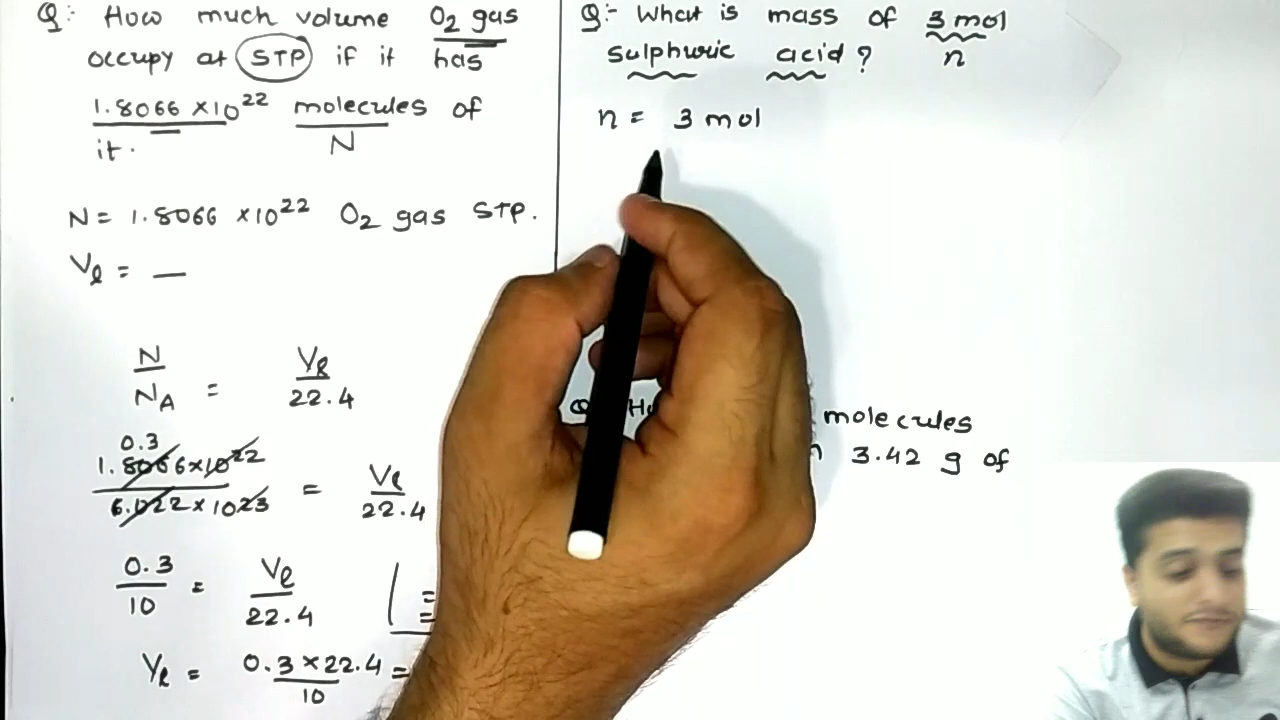 Q:- How much volume O2 gas
occupy at STP if it has
1.8066 ×10^22 molecules of
it. N
N = 1.8066 ×10^22 O2 gas STP.
Vl = —
N/NA = Vl/22.4
0.3
1.8066×10^22/6.022×10^23 = Vl/22.4
0.3/10 = Vl/22.4
=
=
Vl = 0.3×22.4/10 =
Q:- What is mass of 3 mol
sulphuric acid? n
n = 3 mol
Q
molecules
3.42 g of